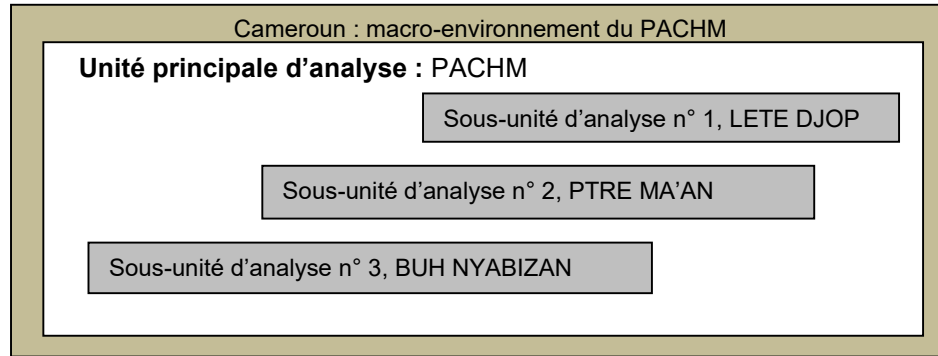 Cameroun : macro-environnement du PACHM
Unité principale d'analyse : PACHM
Sous-unité d'analyse n° 1, LETE DJOP
Sous-unité d'analyse n° 2, PTRE MA'AN
Sous-unité d'analyse n° 3, BUH NYABIZAN